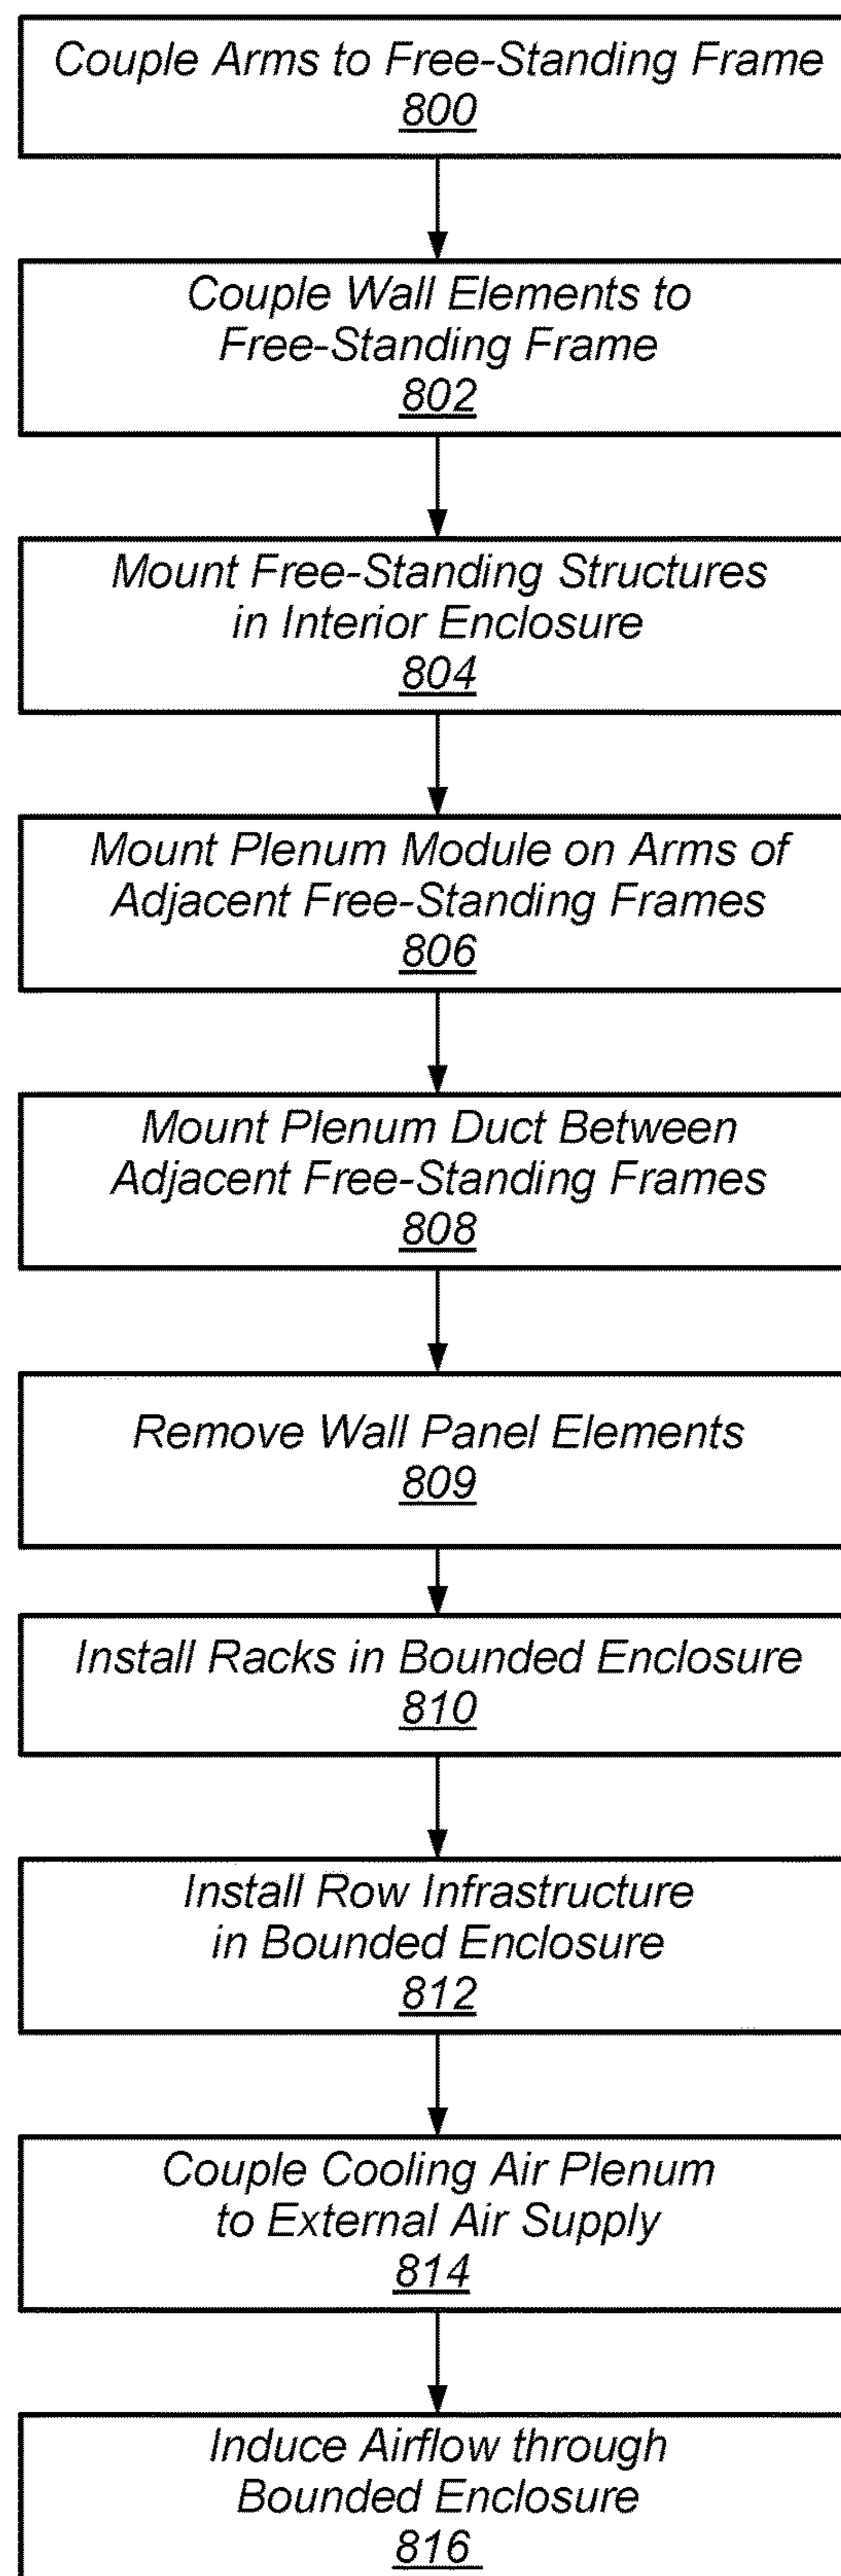 Couple Arms to Free-Standing Frame
800
Couple Wall Elements to
Free-Standing Frame
802
Mount Free-Standing Structures
in Interior Enclosure
804
Mount Plenum Module on Arms of
Adjacent Free-Standing Frames
806
Mount Plenum Duct Between
Adjacent Free-Standing Frames
808
Remove Wall Panel Elements
809
Install Racks in Bounded Enclosure
810
Install Row Infrastructure
in Bounded Enclosure
812
Couple Cooling Air Plenum
to External Air Supply
814
Induce Airflow through
Bounded Enclosure
816